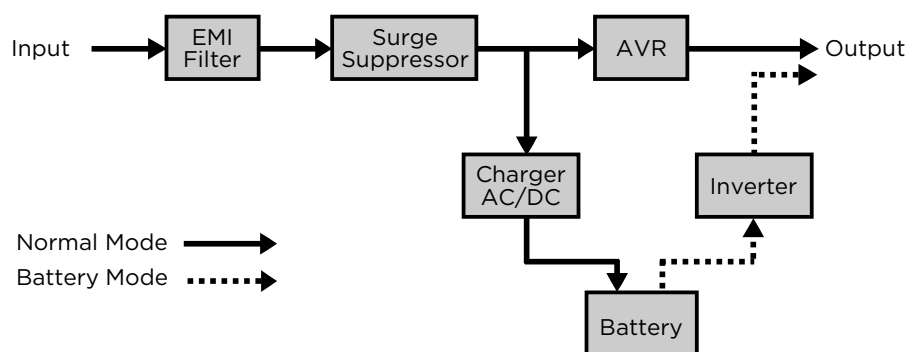 Input
EMI
Filter
Surge
Suppressor
AVR
Output
Charger
AC/DC
Inverter
Normal Mode
Battery Mode
Battery